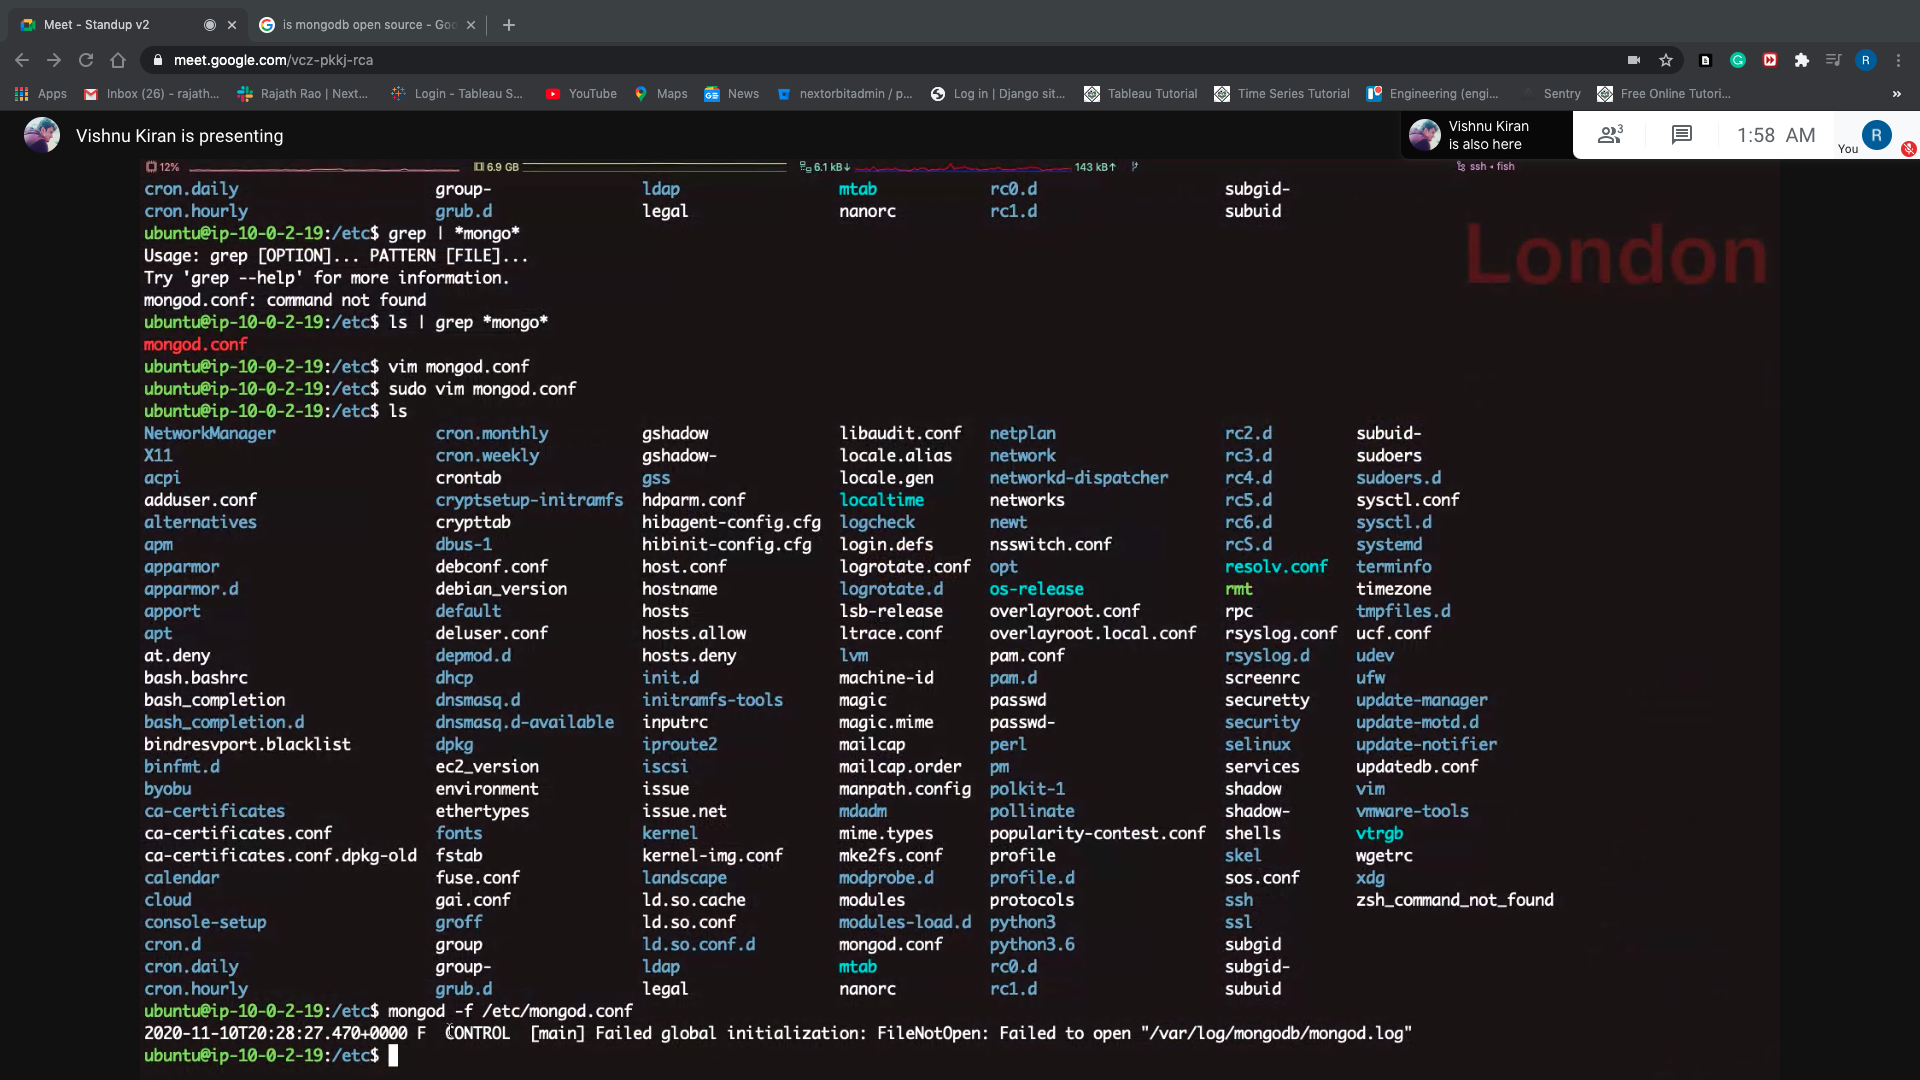 Meet - Standup v2
is mongodb open source - Goo
meet.google.com/vcz-pkkj-rca
Apps
Inbox (26) - rajath...
Rajath Rao | Next...
Login - Tableau S...
YouTube
Maps
News
nextorbitadmin / p...
Log in | Django sit...
Tableau Tutorial
Time Series Tutorial
Engineering (engi...
Sentry
Free Online Tutori...
»
Vishnu Kiran is presenting
Vishnu Kiran
is also here
3
1:58 AM
You
R
12% 6.9 GB 6.1 kB↓ 143 kB↑ ssh • fish
London
cron.daily group- ldap mtab rc0.d subgid-
cron.hourly grub.d legal nanorc rc1.d subuid
ubuntu@ip-10-0-2-19:/etc$ grep | *mongo*
Usage: grep [OPTION]... PATTERN [FILE]...
Try 'grep --help' for more information.
mongod.conf: command not found
ubuntu@ip-10-0-2-19:/etc$ ls | grep *mongo*
mongod.conf
ubuntu@ip-10-0-2-19:/etc$ vim mongod.conf
ubuntu@ip-10-0-2-19:/etc$ sudo vim mongod.conf
ubuntu@ip-10-0-2-19:/etc$ ls
NetworkManager cron.monthly gshadow libaudit.conf netplan rc2.d subuid-
X11 cron.weekly gshadow- locale.alias network rc3.d sudoers
acpi crontab gss locale.gen networkd-dispatcher rc4.d sudoers.d
adduser.conf cryptsetup-initramfs hdparm.conf localtime networks rc5.d sysctl.conf
alternatives crypttab hibagent-config.cfg logcheck newt rc6.d sysctl.d
apm dbus-1 hibinit-config.cfg login.defs nsswitch.conf rcS.d systemd
apparmor debconf.conf host.conf logrotate.conf opt resolv.conf terminfo
apparmor.d debian_version hostname logrotate.d os-release rmt timezone
apport default hosts lsb-release overlayroot.conf rpc tmpfiles.d
apt deluser.conf hosts.allow ltrace.conf overlayroot.local.conf rsyslog.conf ucf.conf
at.deny depmod.d hosts.deny lvm pam.conf rsyslog.d udev
bash.bashrc dhcp init.d machine-id pam.d screenrc ufw
bash_completion dnsmasq.d initramfs-tools magic passwd securetty update-manager
bash_completion.d dnsmasq.d-available inputrc magic.mime passwd- security update-motd.d
bindresvport.blacklist dpkg iproute2 mailcap perl selinux update-notifier
binfmt.d ec2_version iscsi mailcap.order pm services updatedb.conf
byobu environment issue manpath.config polkit-1 shadow vim
ca-certificates ethertypes issue.net mdadm pollinate shadow- vmware-tools
ca-certificates.conf fonts kernel mime.types popularity-contest.conf shells vtrgb
ca-certificates.conf.dpkg-old fstab kernel-img.conf mke2fs.conf profile skel wgetrc
calendar fuse.conf landscape modprobe.d profile.d sos.conf xdg
cloud gai.conf ld.so.cache modules protocols ssh zsh_command_not_found
console-setup groff ld.so.conf modules-load.d python3 ssl
cron.d group ld.so.conf.d mongod.conf python3.6 subgid
cron.daily group- ldap mtab rc0.d subgid-
cron.hourly grub.d legal nanorc rc1.d subuid
ubuntu@ip-10-0-2-19:/etc$ mongod -f /etc/mongod.conf
2020-11-10T20:28:27.470+0000 F CONTROL [main] Failed global initialization: FileNotOpen: Failed to open "/var/log/mongodb/mongod.log"
ubuntu@ip-10-0-2-19:/etc$